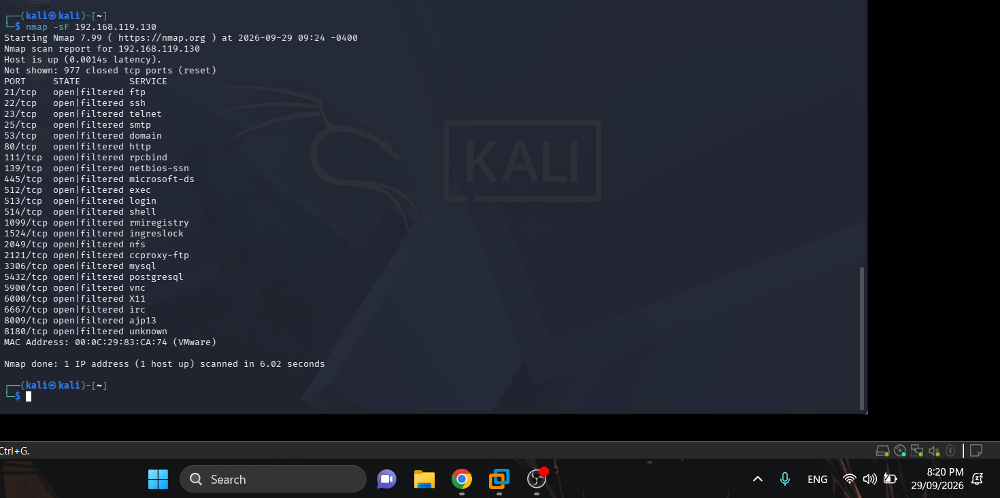 ┌──(kali㉿kali)-[~]
└─$ nmap -sF 192.168.119.130
Starting Nmap 7.99 ( https://nmap.org ) at 2026-09-29 09:24 -0400
Nmap scan report for 192.168.119.130
Host is up (0.0014s latency).
Not shown: 977 closed tcp ports (reset)
PORT     STATE         SERVICE
21/tcp   open|filtered ftp
22/tcp   open|filtered ssh
23/tcp   open|filtered telnet
25/tcp   open|filtered smtp
53/tcp   open|filtered domain
80/tcp   open|filtered http
111/tcp  open|filtered rpcbind
139/tcp  open|filtered netbios-ssn
445/tcp  open|filtered microsoft-ds
512/tcp  open|filtered exec
513/tcp  open|filtered login
514/tcp  open|filtered shell
1099/tcp open|filtered rmiregistry
1524/tcp open|filtered ingreslock
2049/tcp open|filtered nfs
2121/tcp open|filtered ccproxy-ftp
3306/tcp open|filtered mysql
5432/tcp open|filtered postgresql
5900/tcp open|filtered vnc
6000/tcp open|filtered X11
6667/tcp open|filtered irc
8009/tcp open|filtered ajp13
8180/tcp open|filtered unknown
MAC Address: 00:0C:29:83:CA:74 (VMware)
Nmap done: 1 IP address (1 host up) scanned in 6.02 seconds
┌──(kali㉿kali)-[~]
└─$
KALI
Ctrl+G.
Search
ENG
8:20 PM
29/09/2026